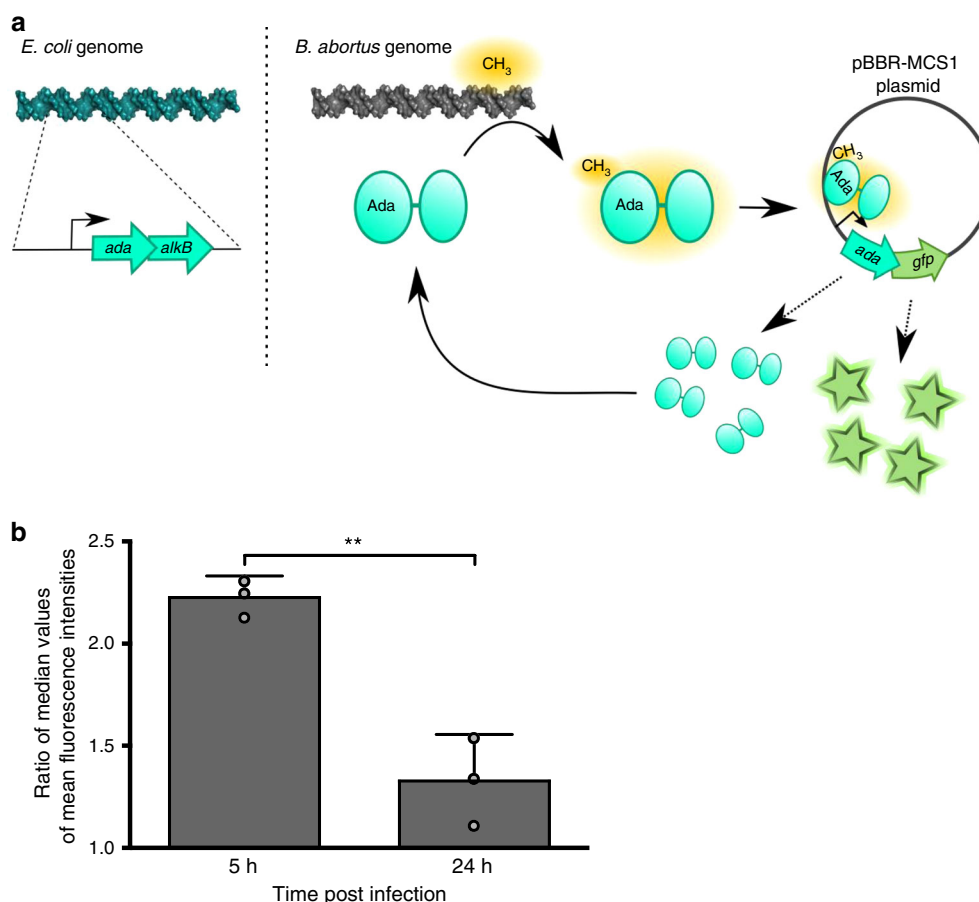 a
E. coli genome
B. abortus genome
CH3
pBBR-MCS1
plasmid
CH3
CH3
Ada
Ada
Ada
ada
alkB
ada
gfp
b
Ratio of median values
of mean fluorescence intensities
2.5
2.0
1.5
1.0
**
5 h
24 h
Time post infection